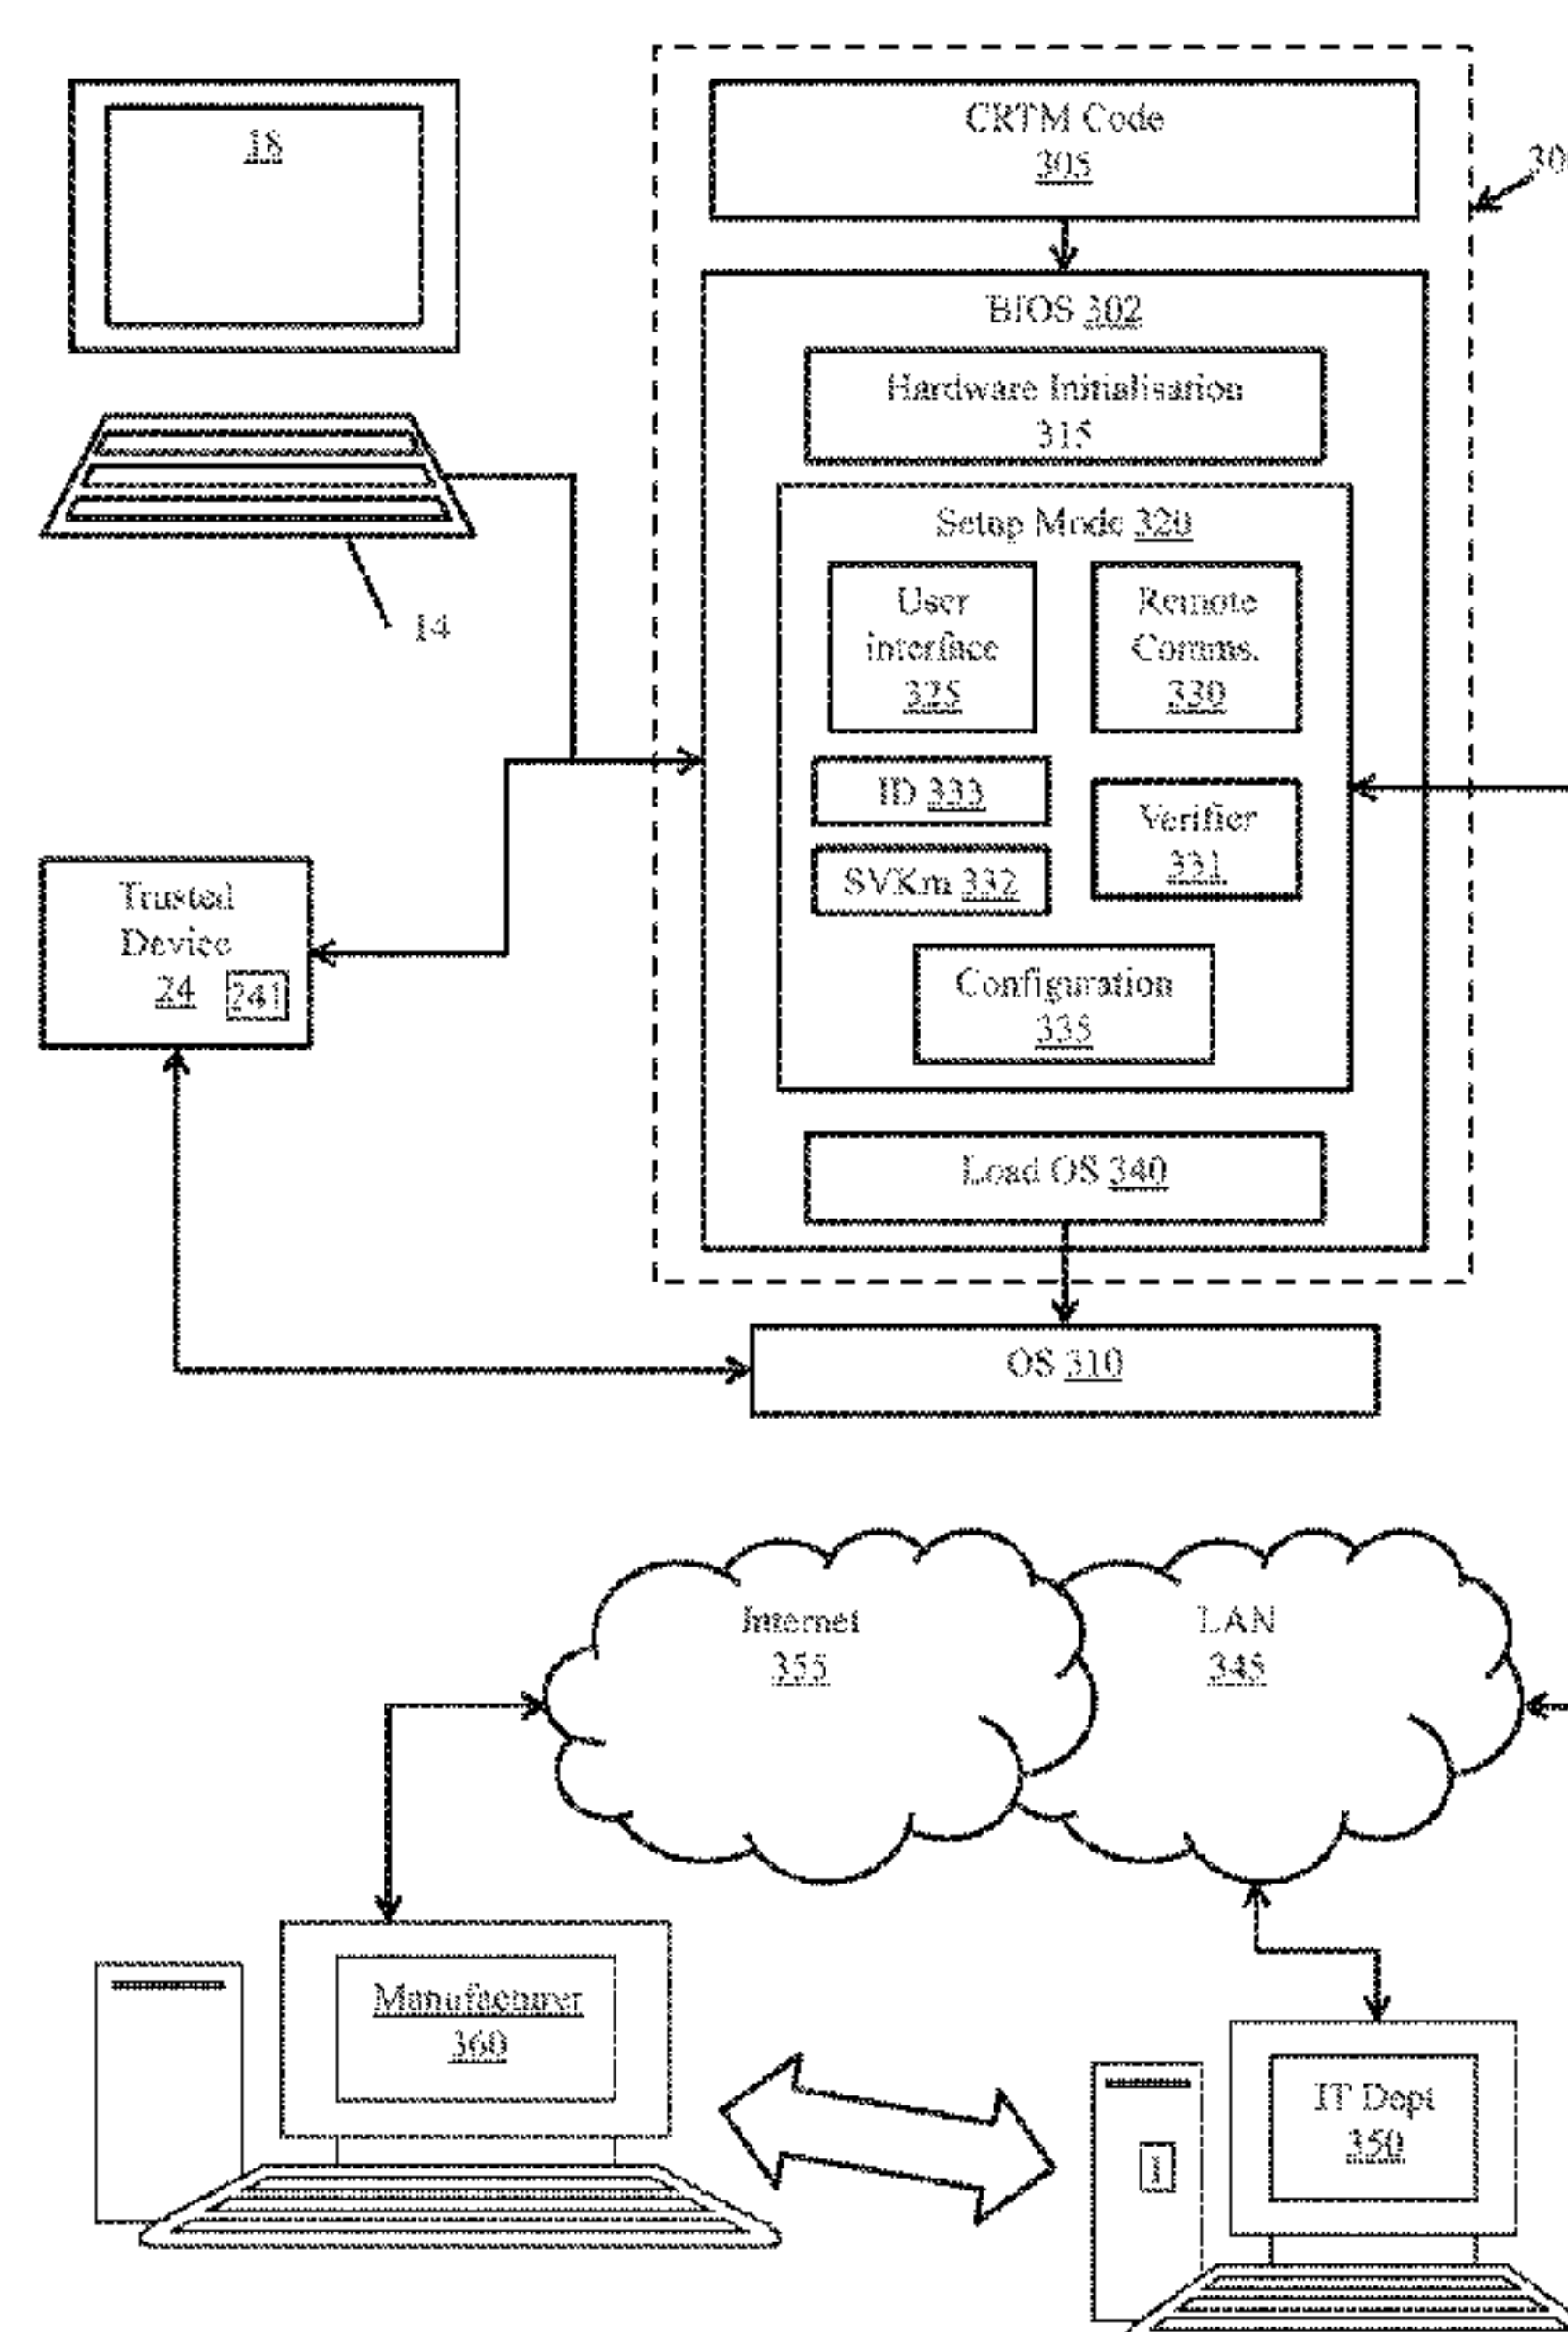 18
CRTM Code
305
30
BIOS 302
Hardware Initialisation
315
Setup Mode 320
User
interface
325
Remote
Comms.
330
14
ID 333
Verifier
331
SVKm 332
Trusted
Device
24
241
Configuration
335
Load OS 340
OS 310
Internet
355
LAN
345
Manufacturer
360
IT Dept
350
1